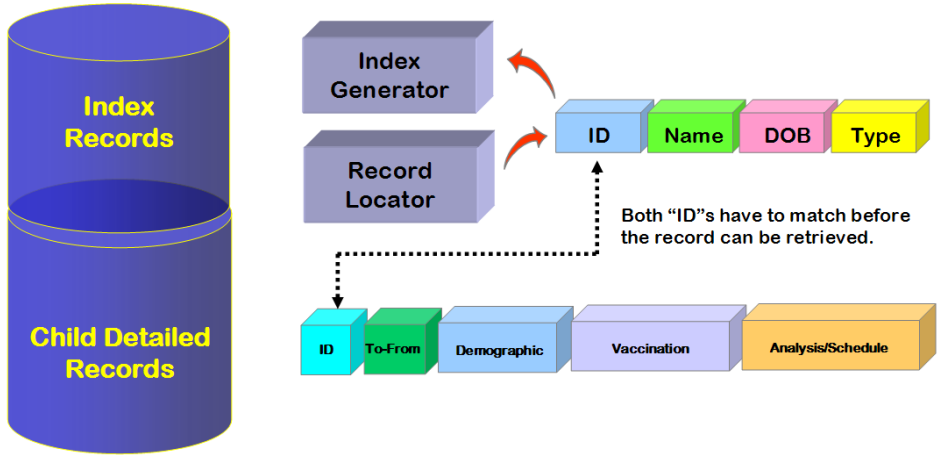 Index
Records
Child Detailed
Records
Index
Generator
Record
Locator
ID
Name
DOB
Type
Both “ID”s have to match before
the record can be retrieved.
ID
To-From
Demographic
Vaccination
Analysis/Schedule